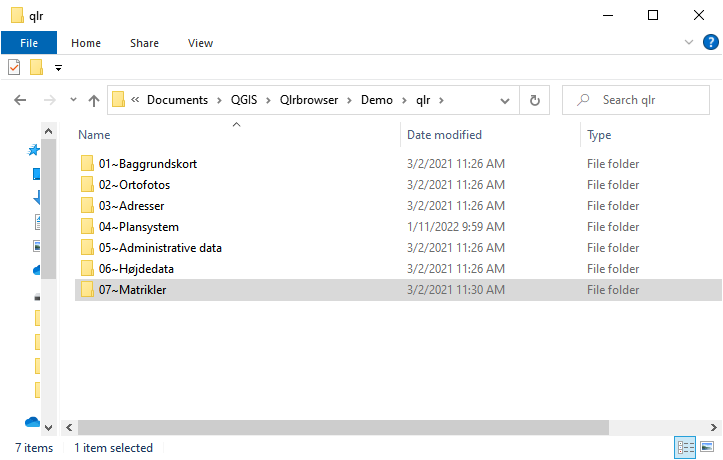 qlr
File Home Share View
« Documents > QGIS > Qlrbrowser > Demo > qlr > Search qlr
Name Date modified Type
01~Baggrundskort 3/2/2021 11:26 AM File folder
02~Ortofotos 3/2/2021 11:26 AM File folder
03~Adresser 3/2/2021 11:26 AM File folder
04~Plansystem 1/11/2022 9:59 AM File folder
05~Administrative data 3/2/2021 11:26 AM File folder
06~Højdedata 3/2/2021 11:26 AM File folder
07~Matrikler 3/2/2021 11:30 AM File folder
7 items 1 item selected